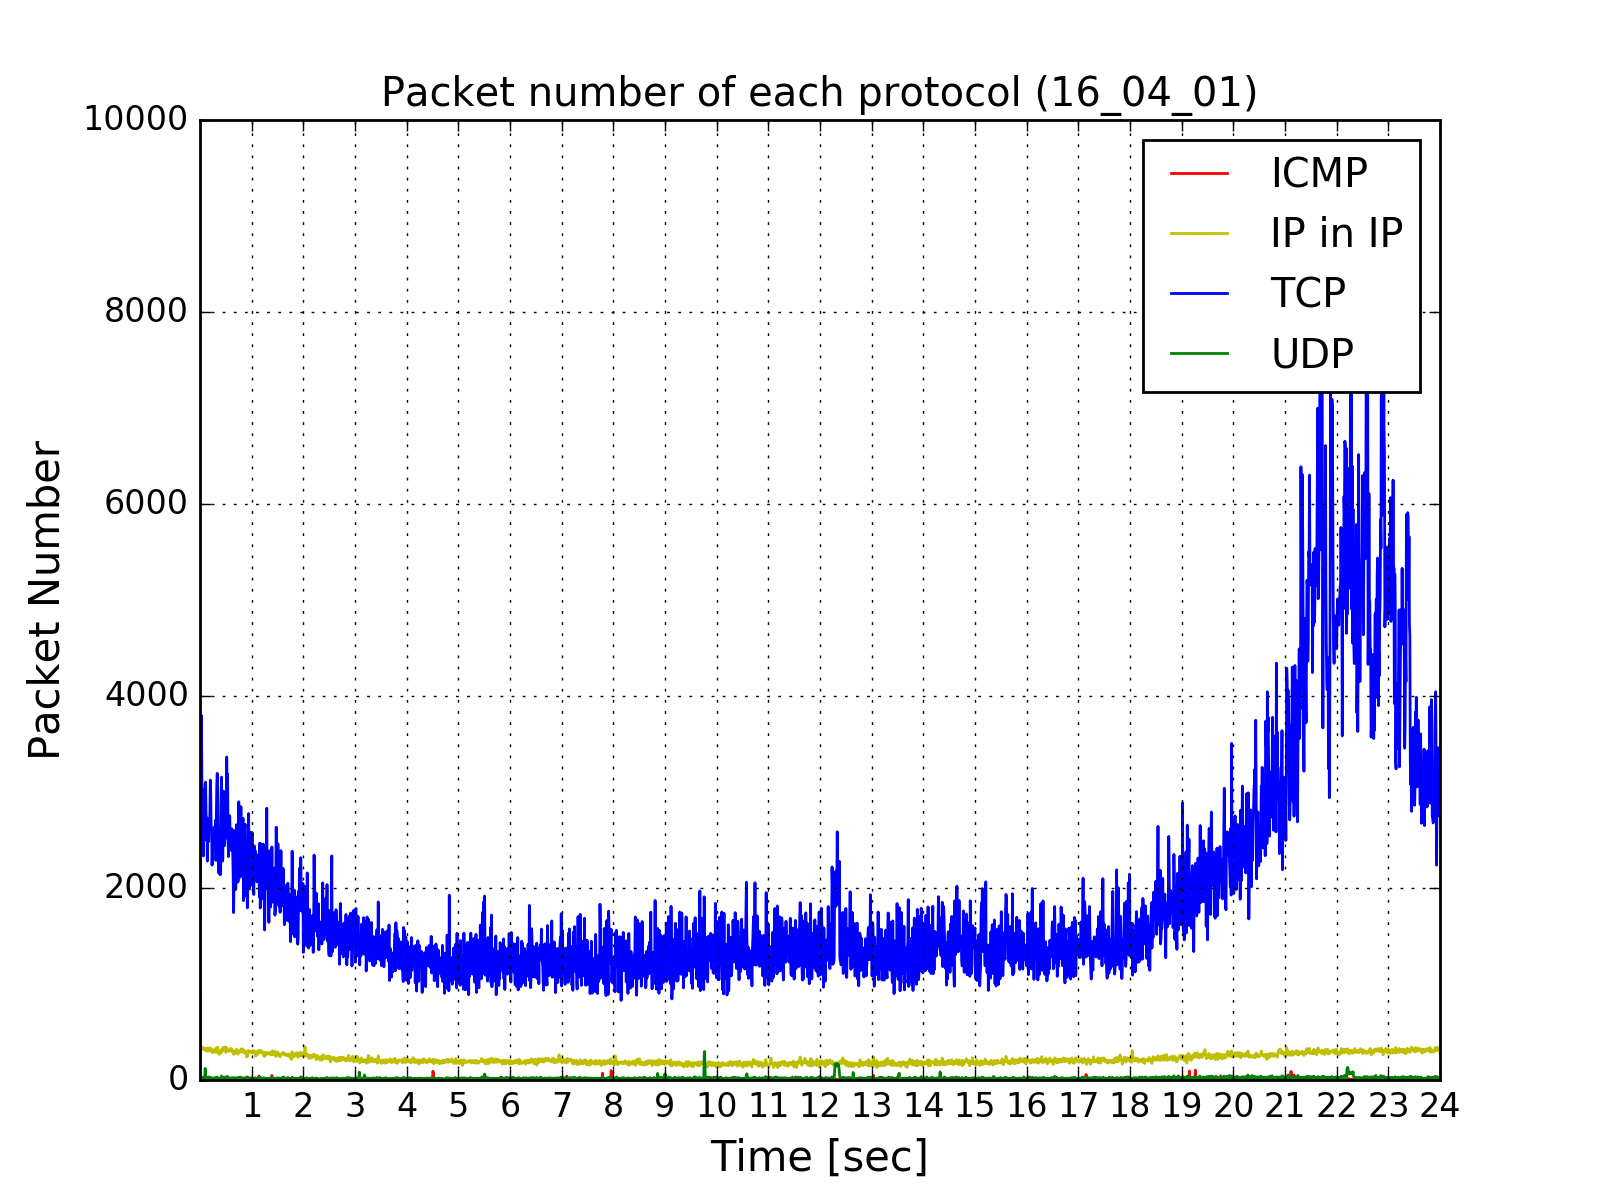 Packet number of each protocol (16_04_01)
10000
8000
6000
4000
2000
0
Packet Number
ICMP
IP in IP
TCP
UDP
1 2 3 4 5 6 7 8 9 10 11 12 13 14 15 16 17 18 19 20 21 22 23 24
Time [sec]